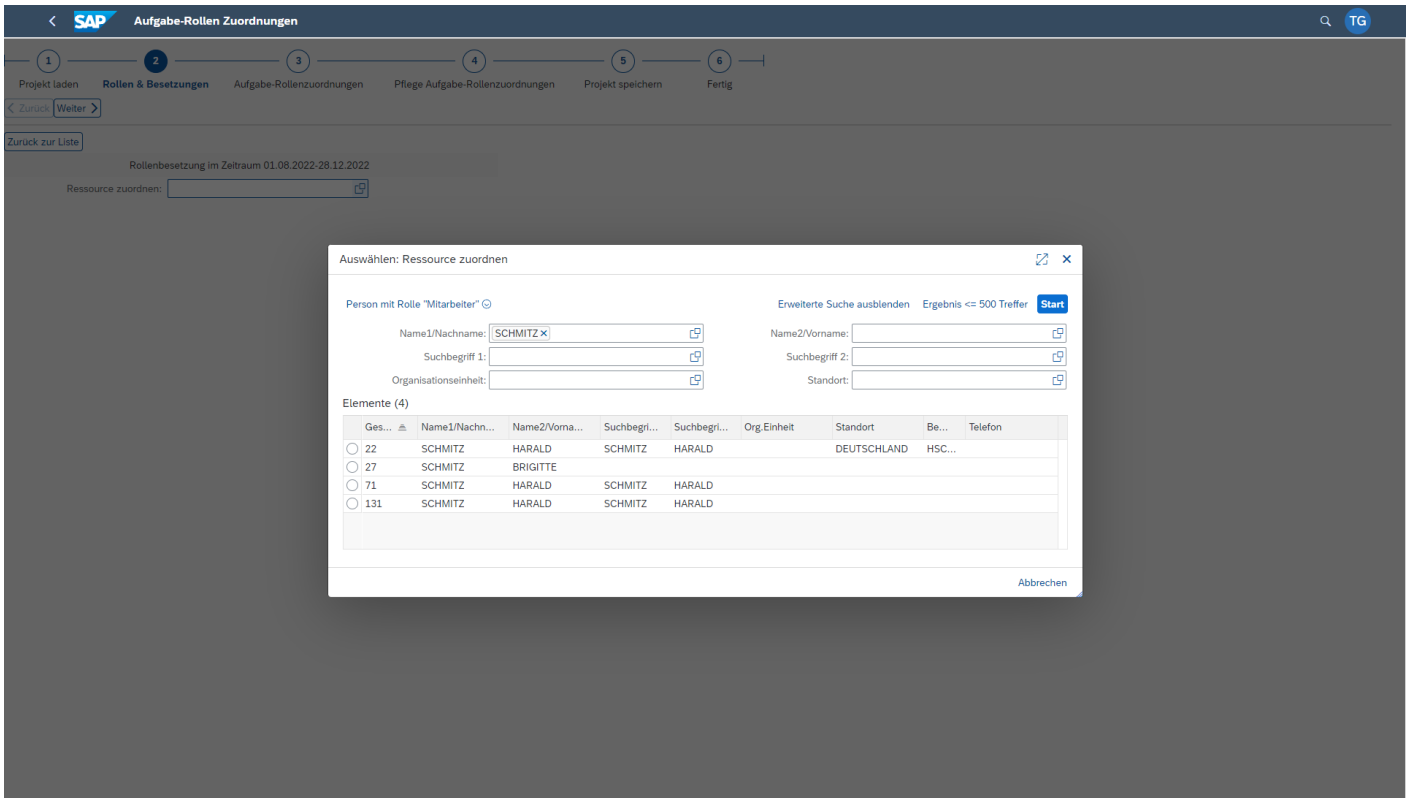 SAP Aufgabe-Rollen Zuordnungen TG
1 2 3 4 5 6
Projekt laden Rollen & Besetzungen Aufgabe-Rollenzuordnungen Pflege Aufgabe-Rollenzuordnungen Projekt speichern Fertig
Zurück Weiter
Zurück zur Liste
Rollenbesetzung im Zeitraum 01.08.2022-28.12.2022
Ressource zuordnen:
Auswählen: Ressource zuordnen
Person mit Rolle "Mitarbeiter" Erweiterte Suche ausblenden Ergebnis <= 500 Treffer Start
Name1/Nachname: SCHMITZ Name2/Vorname:
Suchbegriff 1: Suchbegriff 2:
Organisationseinheit: Standort:
Elemente (4)
Ges... Name1/Nachn... Name2/Vorna... Suchbegri... Suchbegri... Org.Einheit Standort Be... Telefon
22 SCHMITZ HARALD SCHMITZ HARALD DEUTSCHLAND HSC...
27 SCHMITZ BRIGITTE
71 SCHMITZ HARALD SCHMITZ HARALD
131 SCHMITZ HARALD SCHMITZ HARALD
Abbrechen